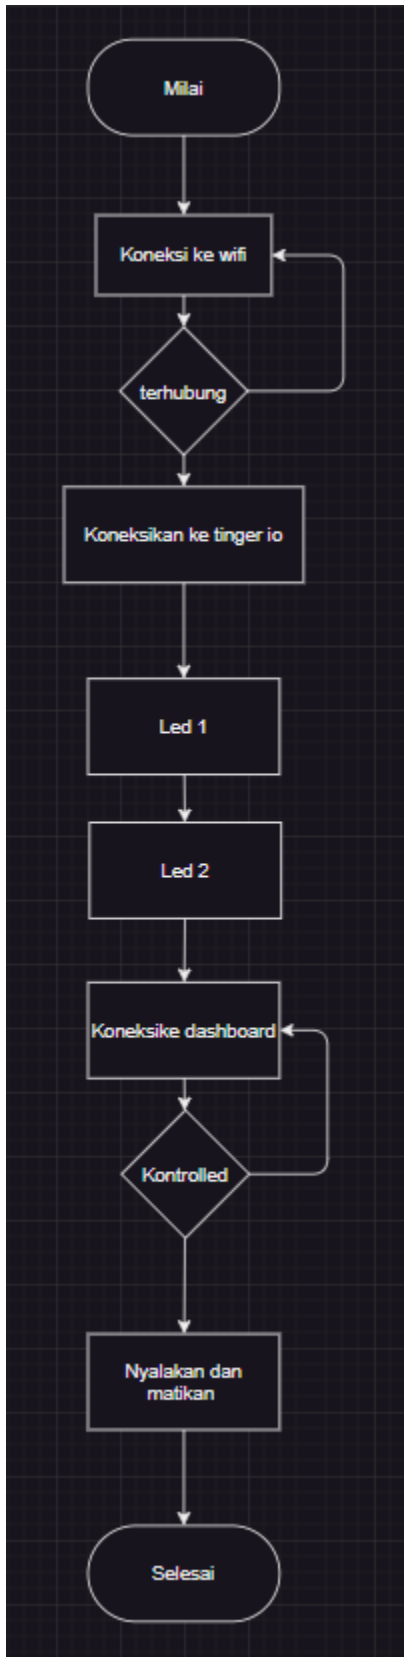 Milai
Koneksi ke wifi
terhubung
Koneksikan ke tinger io
Led 1
Led 2
Koneksike dashboard
Kontrolled
Nyalakan dan
matikan
Selesai